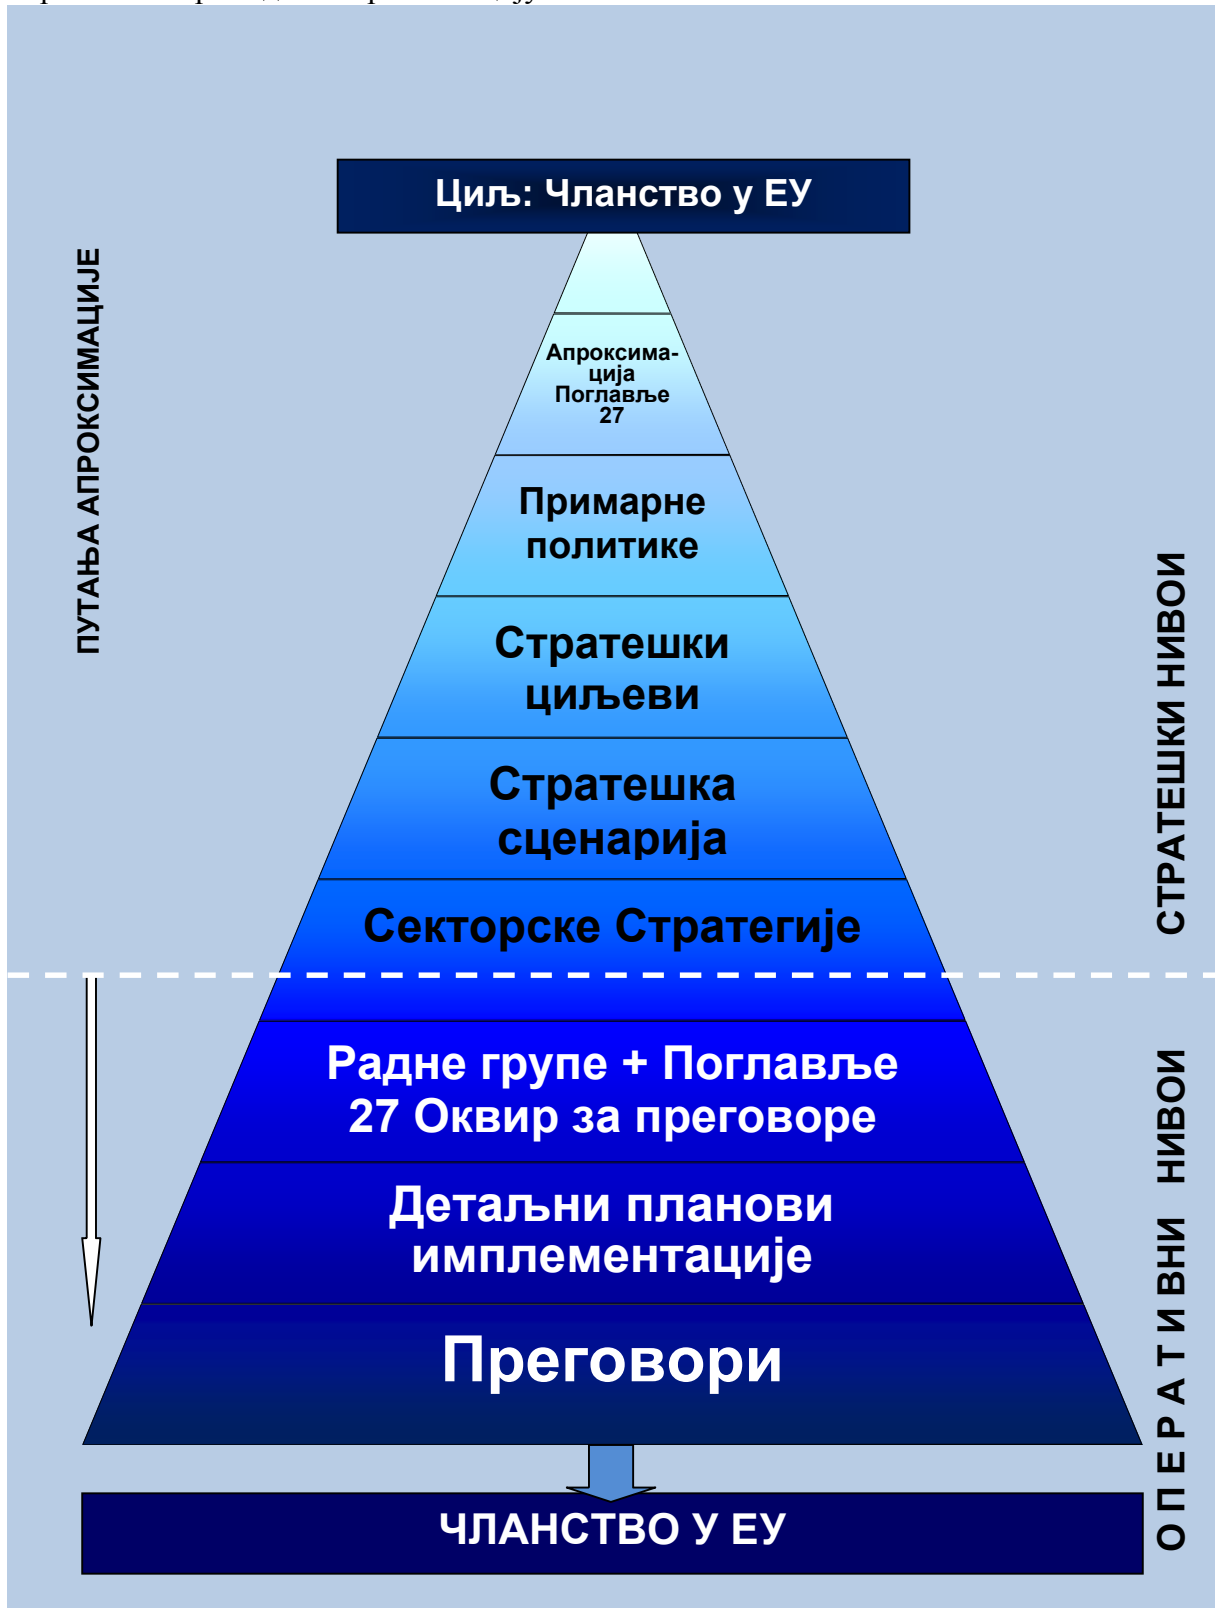 Циљ: Чланство у ЕУ
ПУТАЊА АПРОКСИМАЦИЈЕ
Апроксима-
ција
Поглавље
27
Примарне
политике
Стратешки
циљеви
Стратешка
сценарија
Секторске Стратегије
СТРАТЕШКИ НИВОИ
Радне групе + Поглавље
27 Оквир за преговоре
Детаљни планови
имплементације
Преговори
О П Е Р А Т И ВНИ НИВОИ
ЧЛАНСТВО У ЕУ